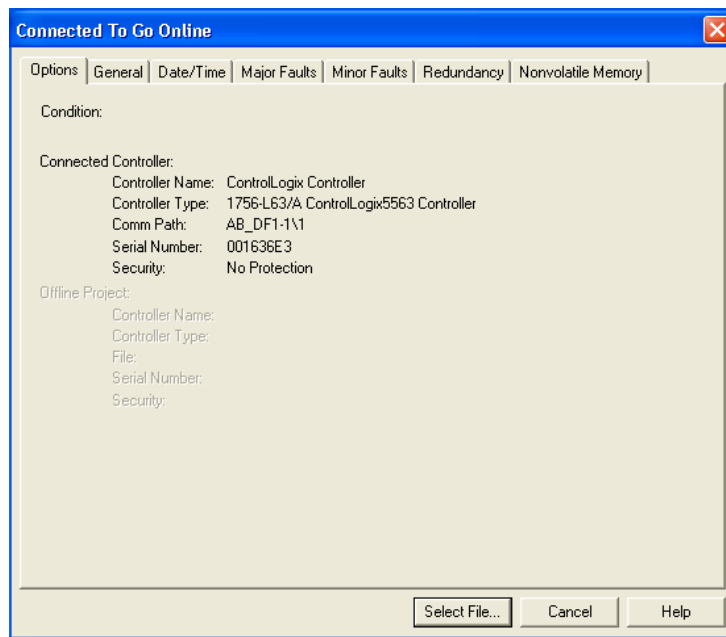 Connected To Go Online
Options General Date/Time Major Faults Minor Faults Redundancy Nonvolatile Memory
Condition:
Connected Controller:
Controller Name: ControlLogix Controller
Controller Type: 1756-L63/A ControlLogix5563 Controller
Comm Path: AB_DF1-1\1
Serial Number: 001636E3
Security: No Protection
Offline Project:
Controller Name:
Controller Type:
File:
Serial Number:
Security:
Select File... Cancel Help